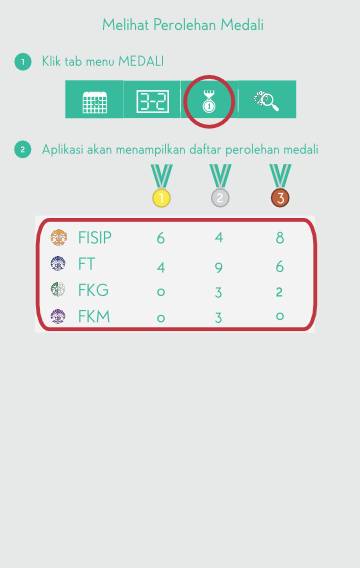 Melihat Perolehan Medali
1 Klik tab menu MEDALI
3-2 1
2 Aplikasi akan menampilkan daftar perolehan medali
1 2 3
FISIP 6 4 8
FT 4 9 6
FKG 0 3 2
FKM 0 3 0